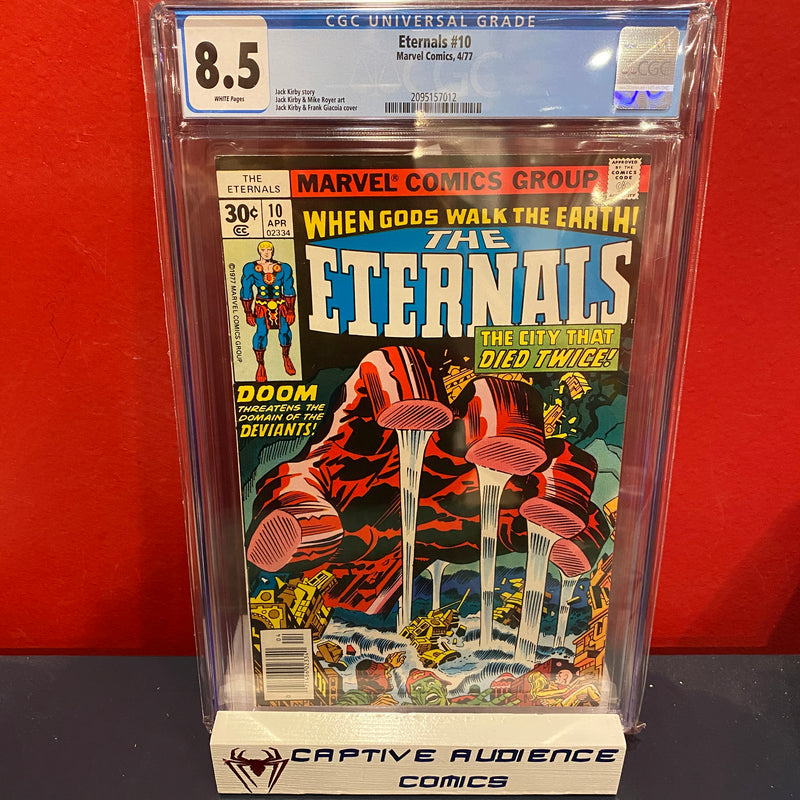 CGC UNIVERSAL GRADE
8.5
WHITE Pages
Eternals #10
Marvel Comics, 4/77
Jack Kirby story
Jack Kirby & Mike Royer art
Jack Kirby & Frank Giacoia cover
2095157012
CGC
THE
ETERNALS
MARVEL® COMICS GROUP
APPROVED
BY THE
COMICS
CODE
30¢
CC
10
APR
02334
WHEN GODS WALK THE EARTH!
THE
ETERNALS
©1977 MARVEL COMICS GROUP
THE CITY THAT
DIED TWICE!
DOOM
THREATENS THE
DOMAIN OF THE
DEVIANTS!
04
CAPTIVE AUDIENCE
COMICS